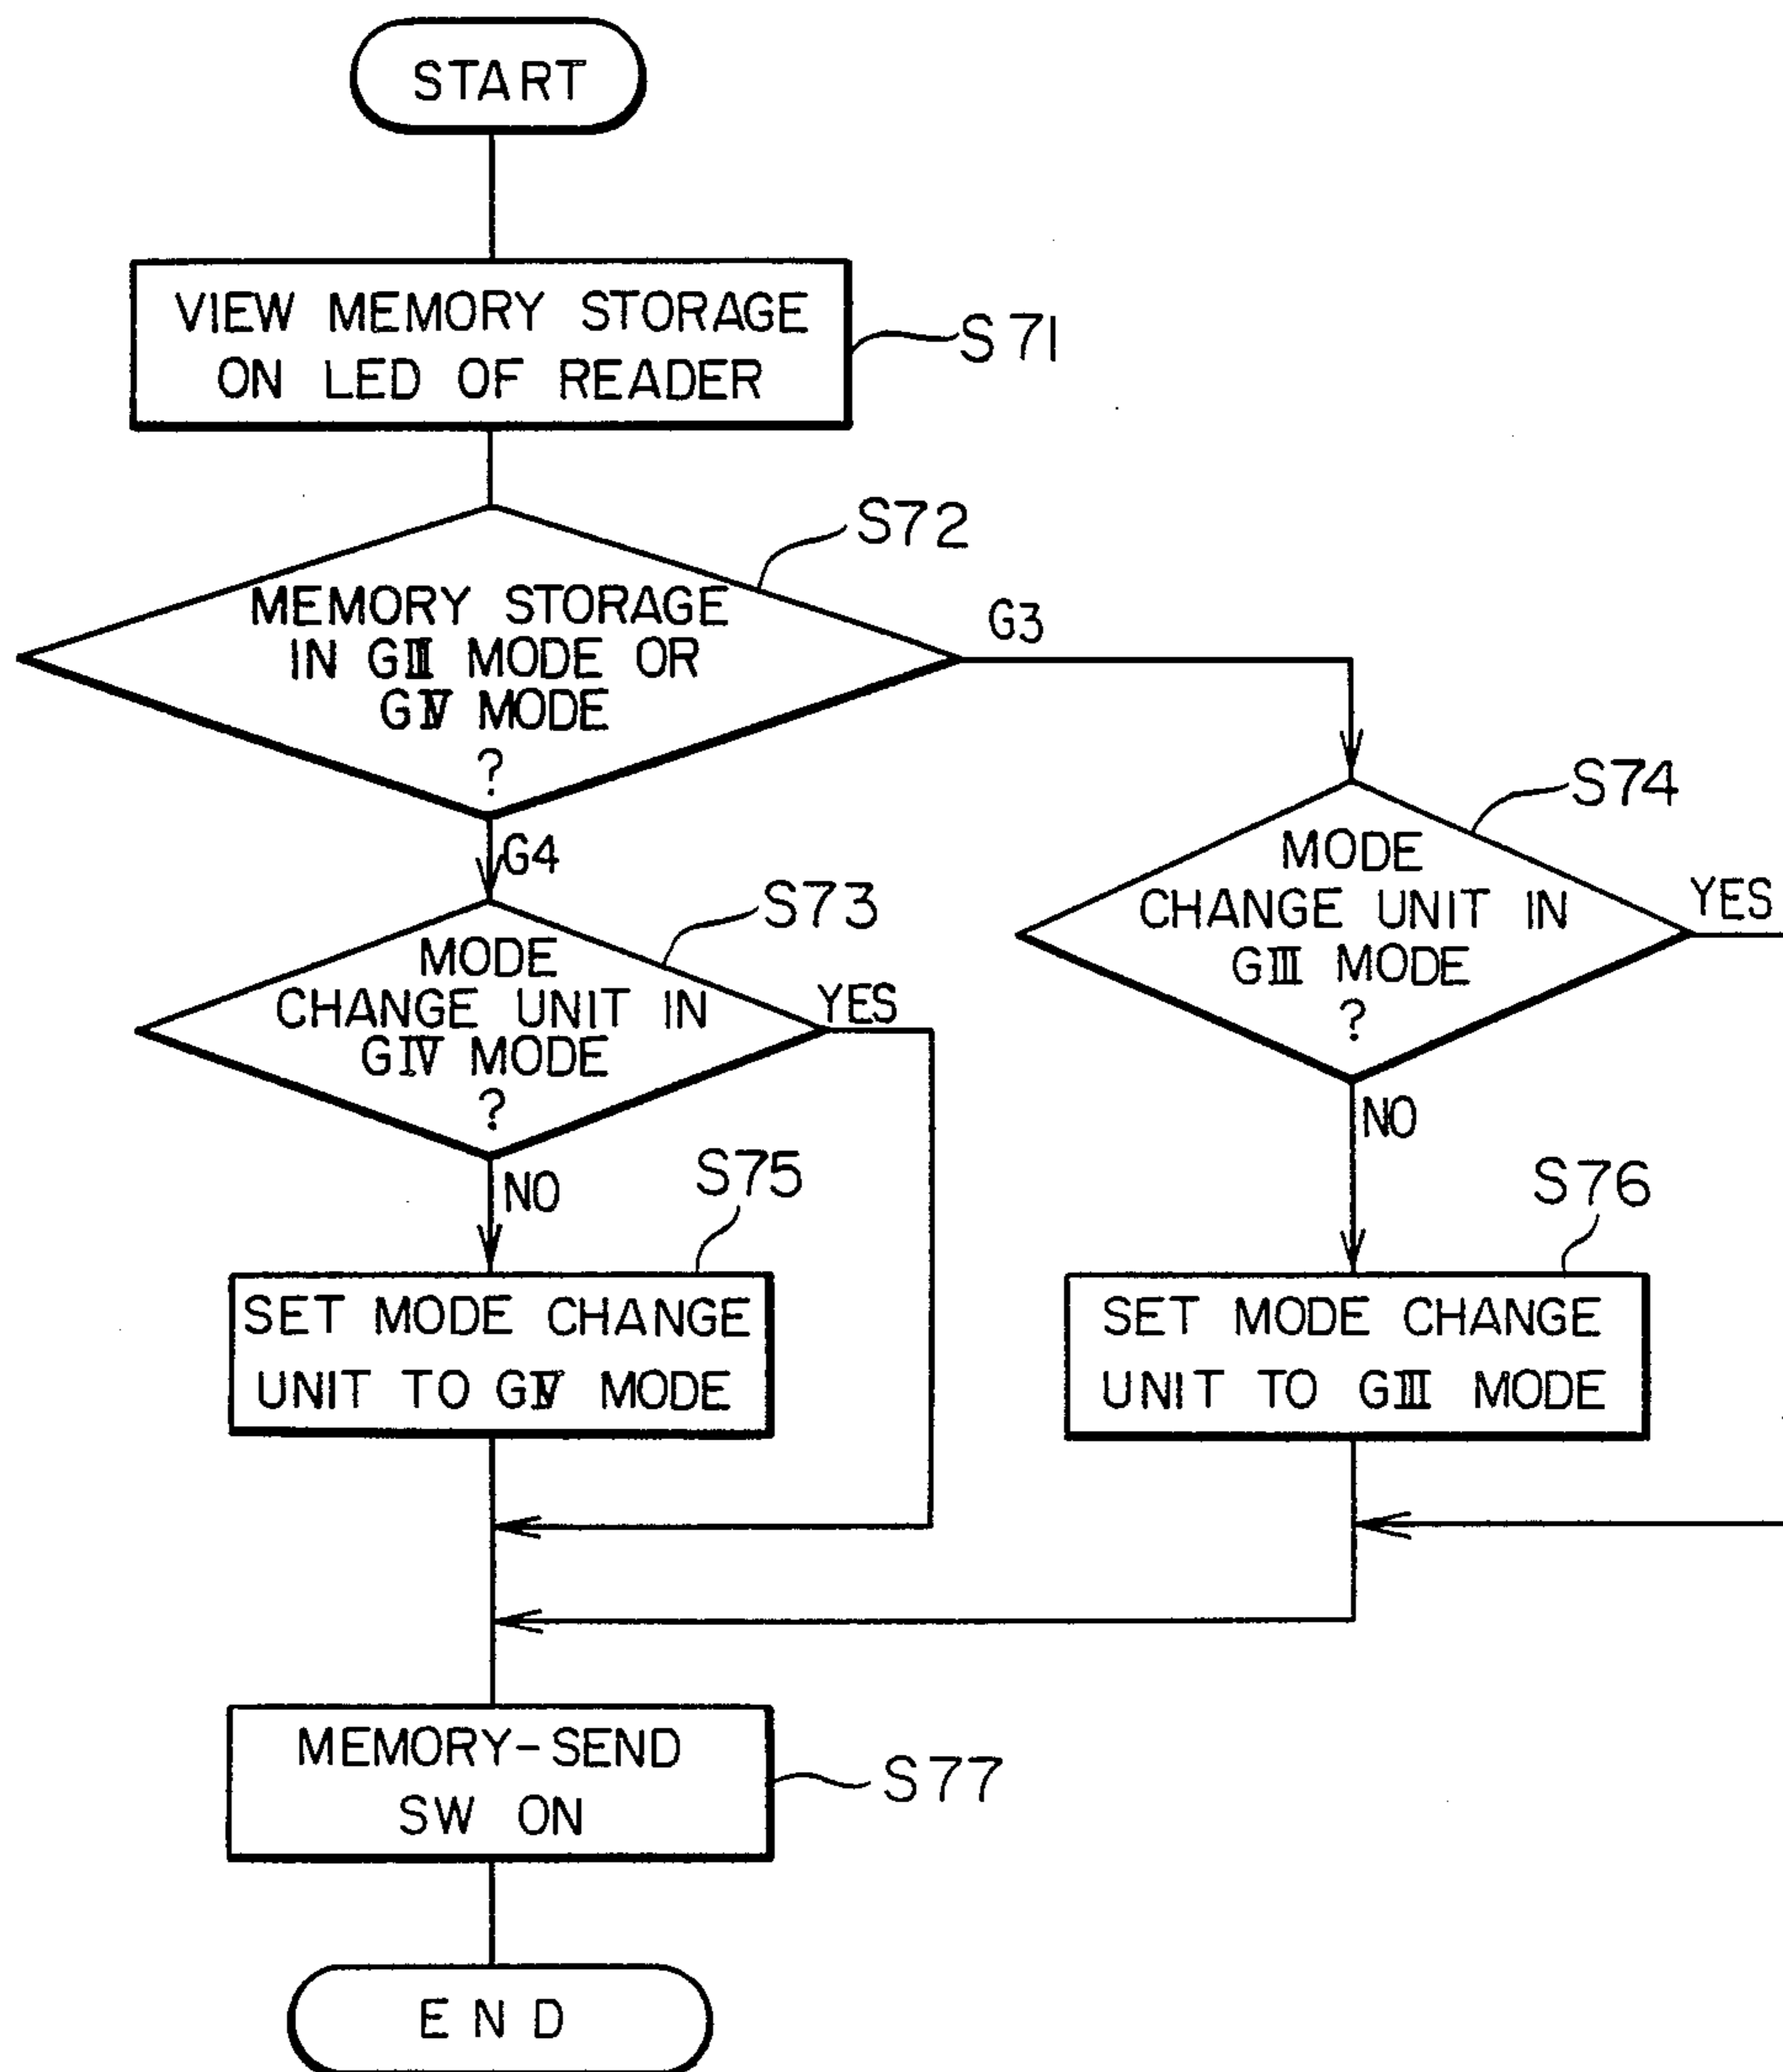 START
VIEW MEMORY STORAGE
ON LED OF READER
S71
S72
MEMORY STORAGE
IN GⅢ MODE OR
GⅣ MODE
?
G3
G4
S74
MODE
CHANGE UNIT IN
GⅢ MODE
?
YES
NO
S73
MODE
CHANGE UNIT IN
GⅣ MODE
?
YES
NO
S75
SET MODE CHANGE
UNIT TO GⅣ MODE
S76
SET MODE CHANGE
UNIT TO GⅢ MODE
MEMORY-SEND
SW ON
S77
END